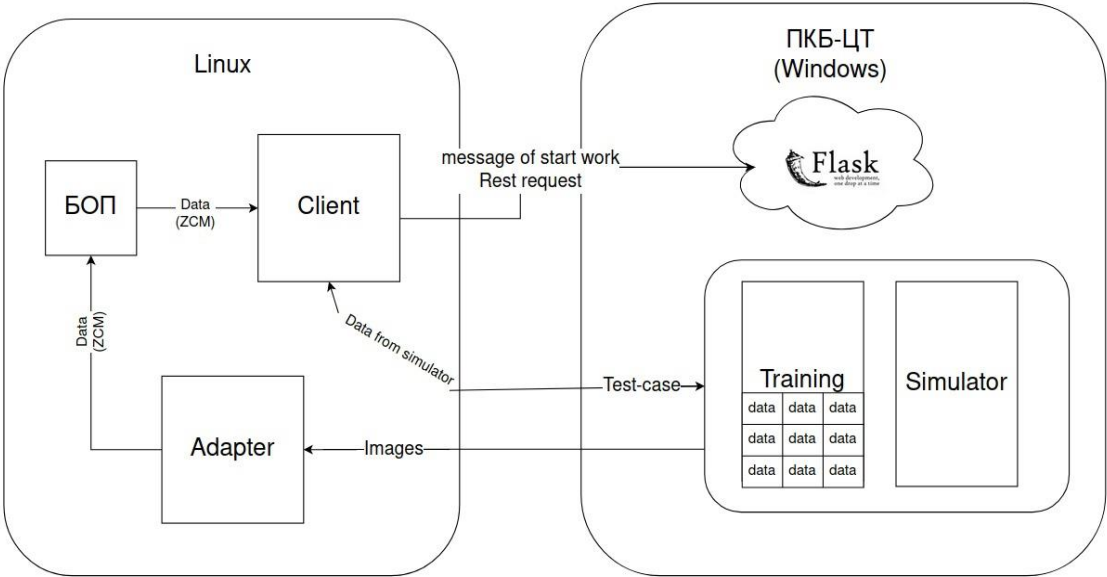 Linux
ПКБ-ЦТ
(Windows)
Flask
web development,
one drop at a time
message of start work
Rest request
БОП
Data
(ZCM)
Client
Data
(ZCM)
Data from simulator
Test-case
Training
data data data
data data data
data data data
Simulator
Adapter
Images